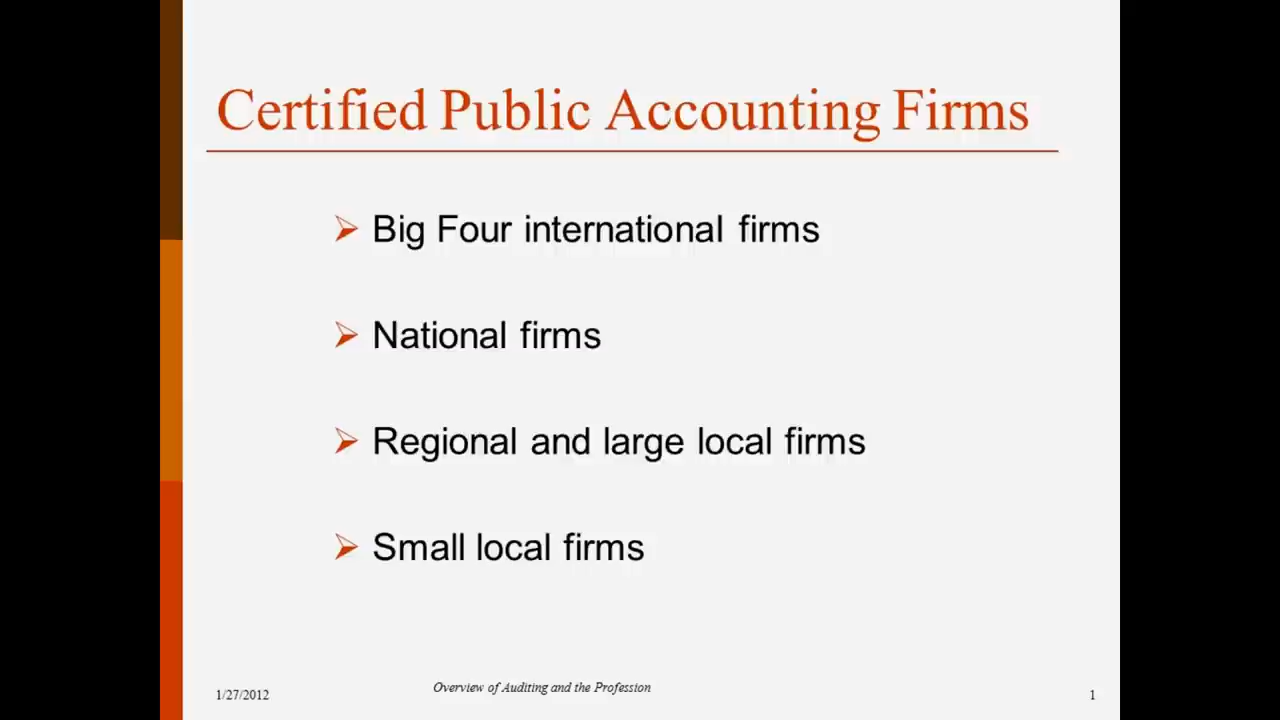 Certified Public Accounting Firms
Big Four international firms
National firms
Regional and large local firms
Small local firms
1/27/2012
Overview of Auditing and the Profession
1